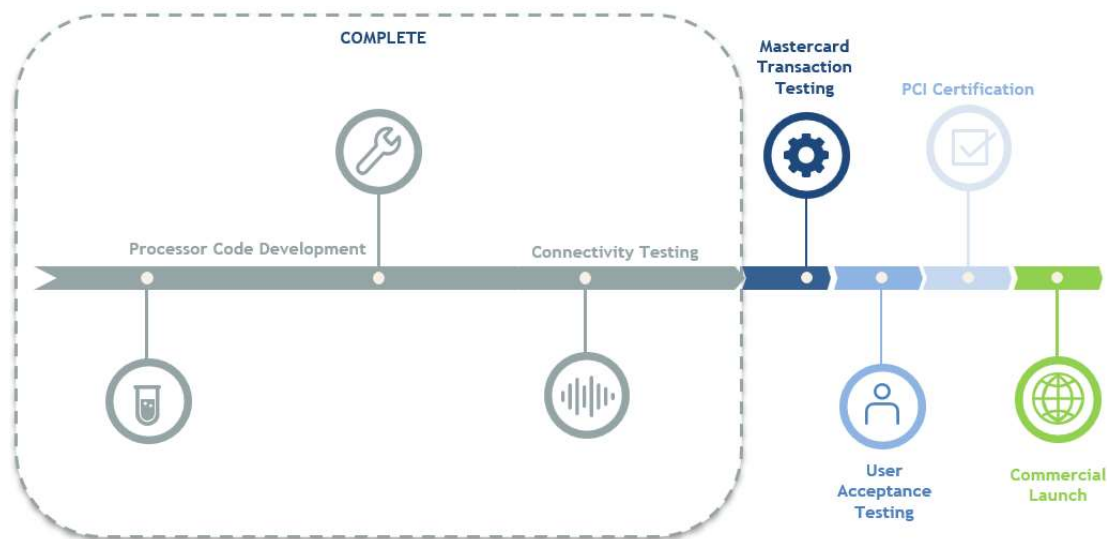 COMPLETE
Mastercard
Transaction
Testing
PCI Certification
Processor Code Development
Connectivity Testing
User
Acceptance
Testing
Commercial
Launch